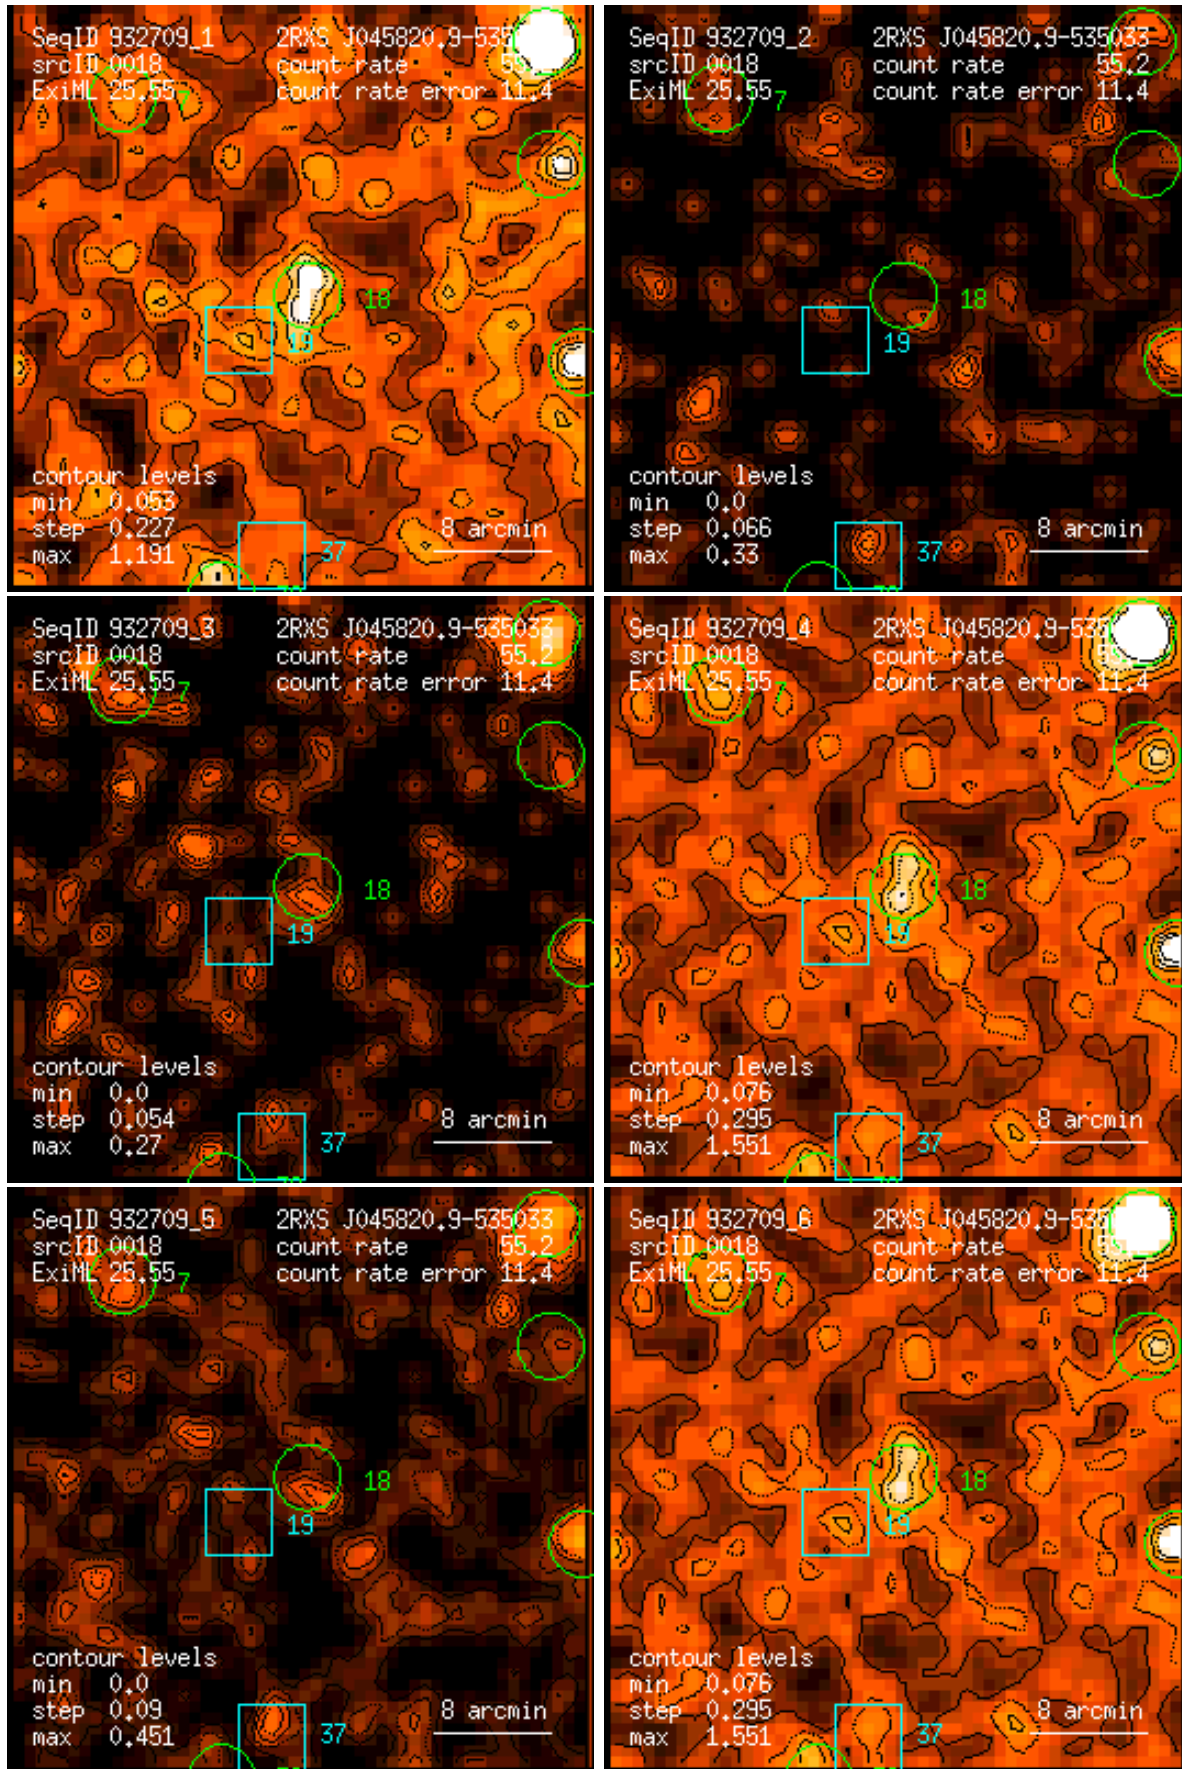 SeqID 932709_1 2RXS J045820.9-535033
srcID 0018 count rate 55.2
ExiML 25.55 count rate error 11.4
7
18
19
contour levels
min 0.053
step 0.227 8 arcmin
max 1.191 37
SeqID 932709_2 2RXS J045820.9-535033
srcID 0018 count rate 55.2
ExiML 25.55 count rate error 11.4
7
18
19
contour levels
min 0.0
step 0.066 8 arcmin
max 0.33 37
SeqID 932709_3 2RXS J045820.9-535033
srcID 0018 count rate 55.2
ExiML 25.55 count rate error 11.4
7
18
19
contour levels
min 0.0
step 0.054 8 arcmin
max 0.27 37
SeqID 932709_4 2RXS J045820.9-535
srcID 0018 count rate
ExiML 25.55 count rate error 11.4
7
18
19
contour levels
min 0.076
step 0.295 8 arcmin
max 1.551 37
SeqID 932709_5 2RXS J045820.9-535033
srcID 0018 count rate 55.2
ExiML 25.55 count rate error 11.4
7
18
19
contour levels
min 0.0
step 0.09 8 arcmin
max 0.451 37
SeqID 932709_6 2RXS J045820.9-535
srcID 0018 count rate
ExiML 25.55 count rate error 11.4
7
18
19
contour levels
min 0.076
step 0.295 8 arcmin
max 1.551 37